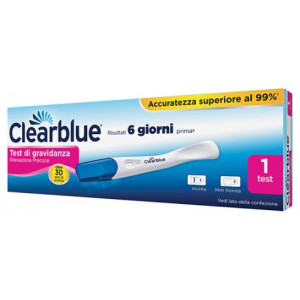 Accuratezza superiore al 99%
Clearblue
Risultati 6 giorni prima
Test di gravidanza
Rilevazione Precoce
30
1
test
Incinta
Non Incinta
Vedi lato della confezione